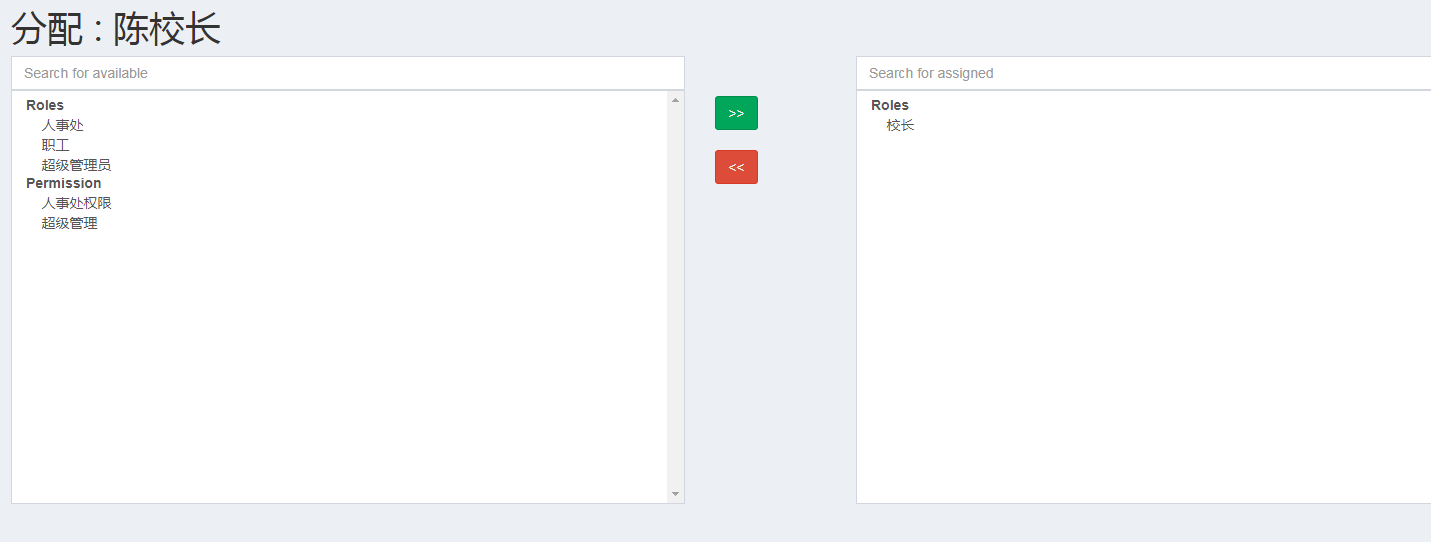 分配 : 陈校长
Search for available
Roles
人事处
职工
超级管理员
Permission
人事处权限
超级管理
>>
<<
Search for assigned
Roles
校长